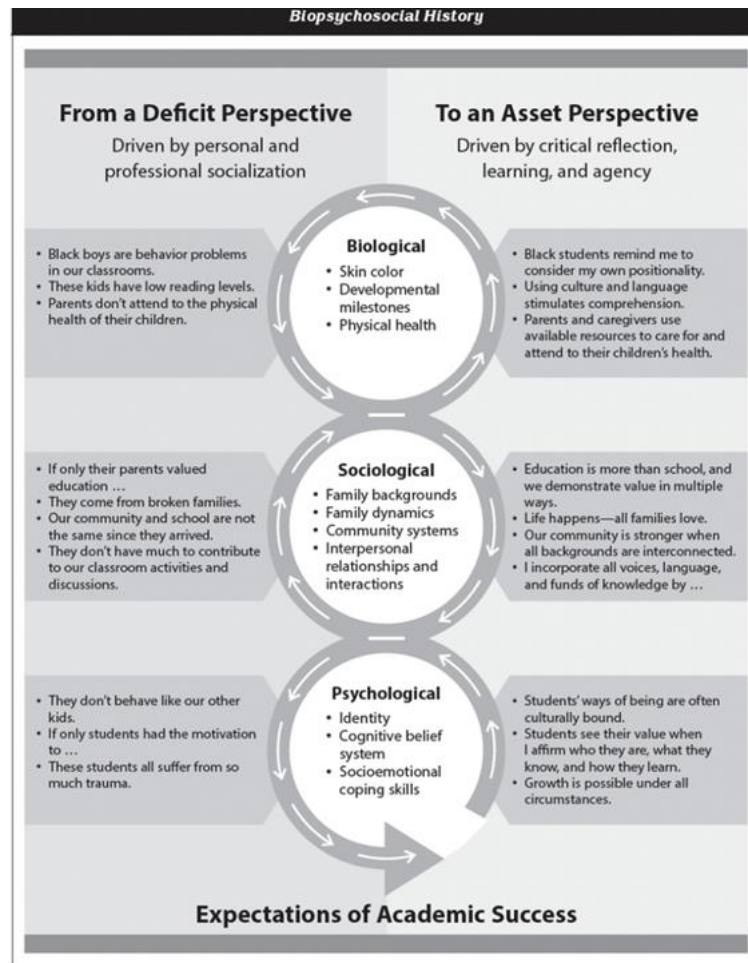 Biopsychosocial History
From a Deficit Perspective
Driven by personal and
professional socialization
To an Asset Perspective
Driven by critical reflection,
learning, and agency
• Black boys are behavior problems
in our classrooms.
• These kids have low reading levels.
• Parents don't attend to the physical
health of their children.
Biological
• Skin color
• Developmental
milestones
• Physical health
• Black students remind me to
consider my own positionality.
• Using culture and language
stimulates comprehension.
• Parents and caregivers use
available resources to care for and
attend to their children's health.
• If only their parents valued
education ...
• They come from broken families.
• Our community and school are not
the same since they arrived.
• They don't have much to contribute
to our classroom activities and
discussions.
Sociological
• Family backgrounds
• Family dynamics
• Community systems
• Interpersonal
relationships and
interactions
• Education is more than school, and
we demonstrate value in multiple
ways.
• Life happens—all families love.
• Our community is stronger when
all backgrounds are interconnected.
• I incorporate all voices, language,
and funds of knowledge by ...
• They don't behave like our other
kids.
• If only students had the motivation
to ...
• These students all suffer from so
much trauma.
Psychological
• Identity
• Cognitive belief
system
• Socioemotional
coping skills
• Students' ways of being are often
culturally bound.
• Students see their value when
I affirm who they are, what they
know, and how they learn.
• Growth is possible under all
circumstances.
Expectations of Academic Success